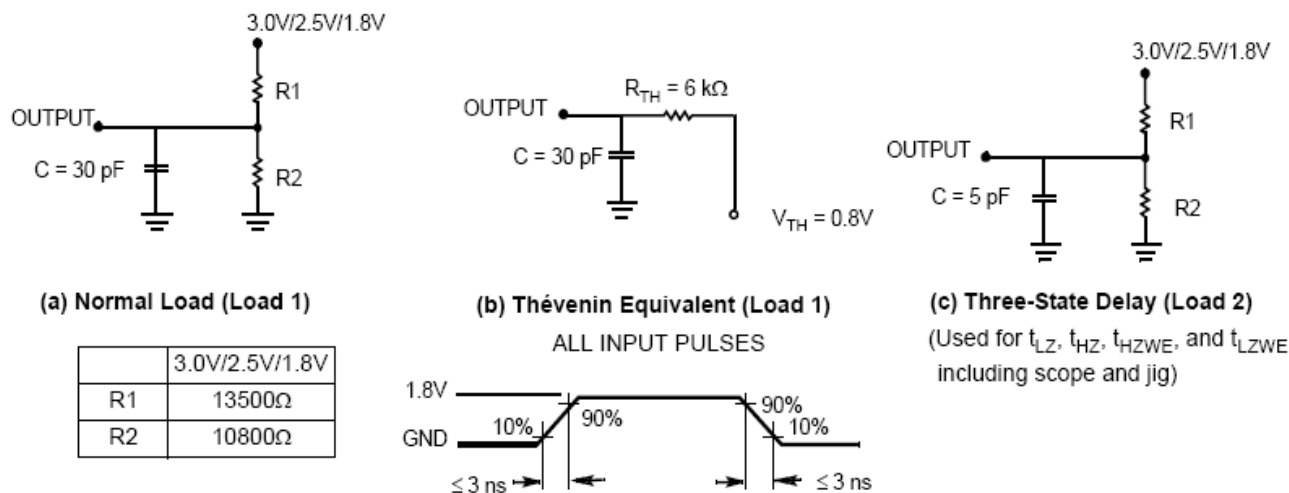 3.0V/2.5V/1.8V
R1
OUTPUT
C = 30 pF
R2
(a) Normal Load (Load 1)
3.0V/2.5V/1.8V
R1 13500Ω
R2 10800Ω
R_TH = 6 kΩ
OUTPUT
C = 30 pF
V_TH = 0.8V
(b) Thévenin Equivalent (Load 1)
ALL INPUT PULSES
1.8V
GND
10%
90%
90%
10%
≤ 3 ns
≤ 3 ns
3.0V/2.5V/1.8V
R1
OUTPUT
C = 5 pF
R2
(c) Three-State Delay (Load 2)
(Used for t_LZ, t_HZ, t_HZWE, and t_LZWE
including scope and jig)